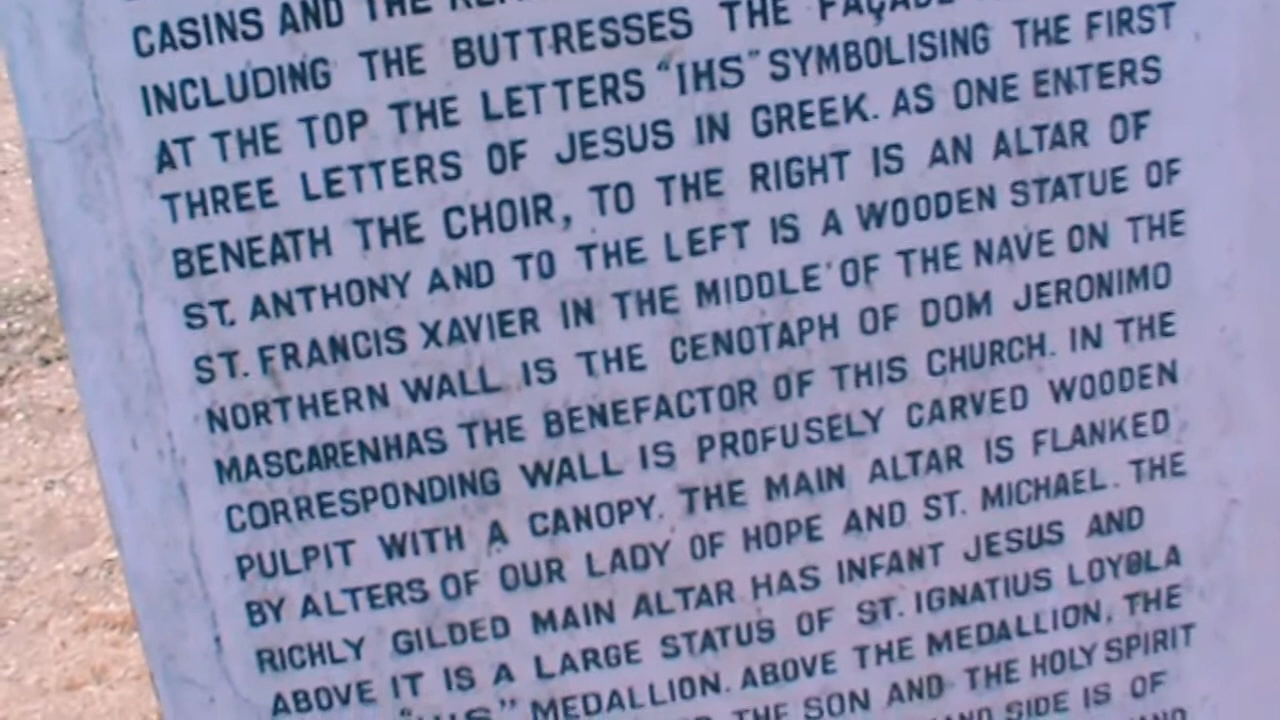 CASINS AND THE
INCLUDING THE BUTTRESSES THE FAÇADE
AT THE TOP THE LETTERS "IHS" SYMBOLISING THE FIRST
THREE LETTERS OF JESUS IN GREEK. AS ONE ENTERS
BENEATH THE CHOIR, TO THE RIGHT IS AN ALTAR OF
ST. ANTHONY AND TO THE LEFT IS A WOODEN STATUE OF
ST. FRANCIS XAVIER IN THE MIDDLE OF THE NAVE ON THE
NORTHERN WALL IS THE CENOTAPH OF DOM JERONIMO
MASCARENHAS THE BENEFACTOR OF THIS CHURCH. IN THE
CORRESPONDING WALL IS PROFUSELY CARVED WOODEN
PULPIT WITH A CANOPY. THE MAIN ALTAR IS FLANKED
BY ALTERS OF OUR LADY OF HOPE AND ST. MICHAEL. THE
RICHLY GILDED MAIN ALTAR HAS INFANT JESUS AND
ABOVE IT IS A LARGE STATUS OF ST. IGNATIUS LOYOLA
"IHS" MEDALLION. ABOVE THE MEDALLION, THE
THE SON AND THE HOLY SPIRIT
SIDE IS OF